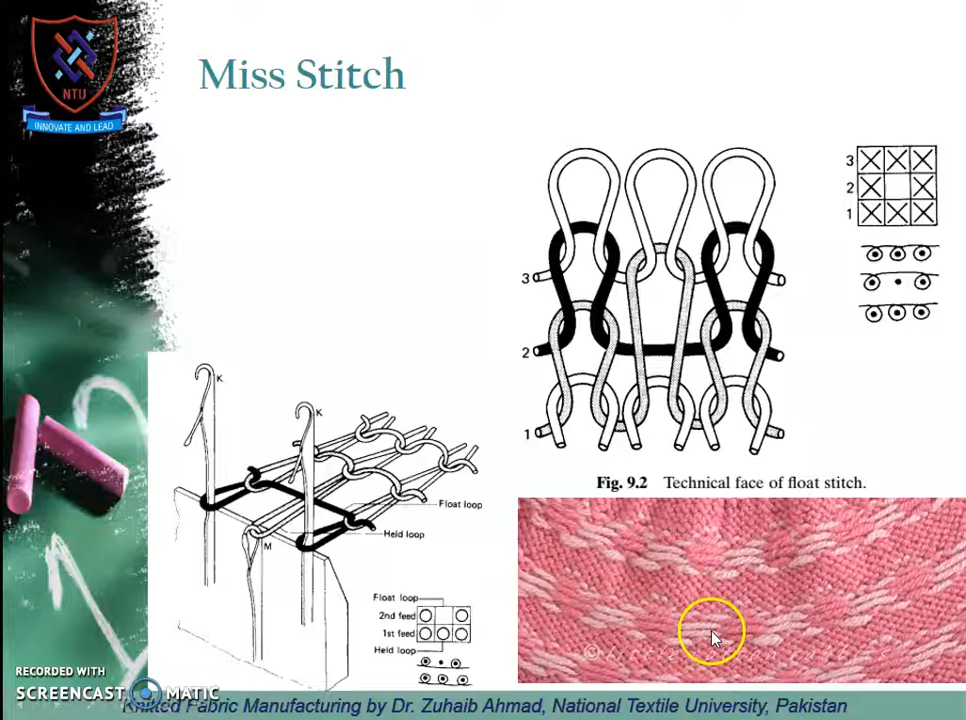 NTU
INNOVATE AND LEAD
Miss Stitch
3
2
1
3
2
1
Fig. 9.2 Technical face of float stitch.
K
K
Float loop
Held loop
M
Float loop
2nd feed
1st feed
Held loop
RECORDED WITH
SCREENCAST MATIC
Knitted Fabric Manufacturing by Dr. Zuhaib Ahmad, National Textile University, Pakistan